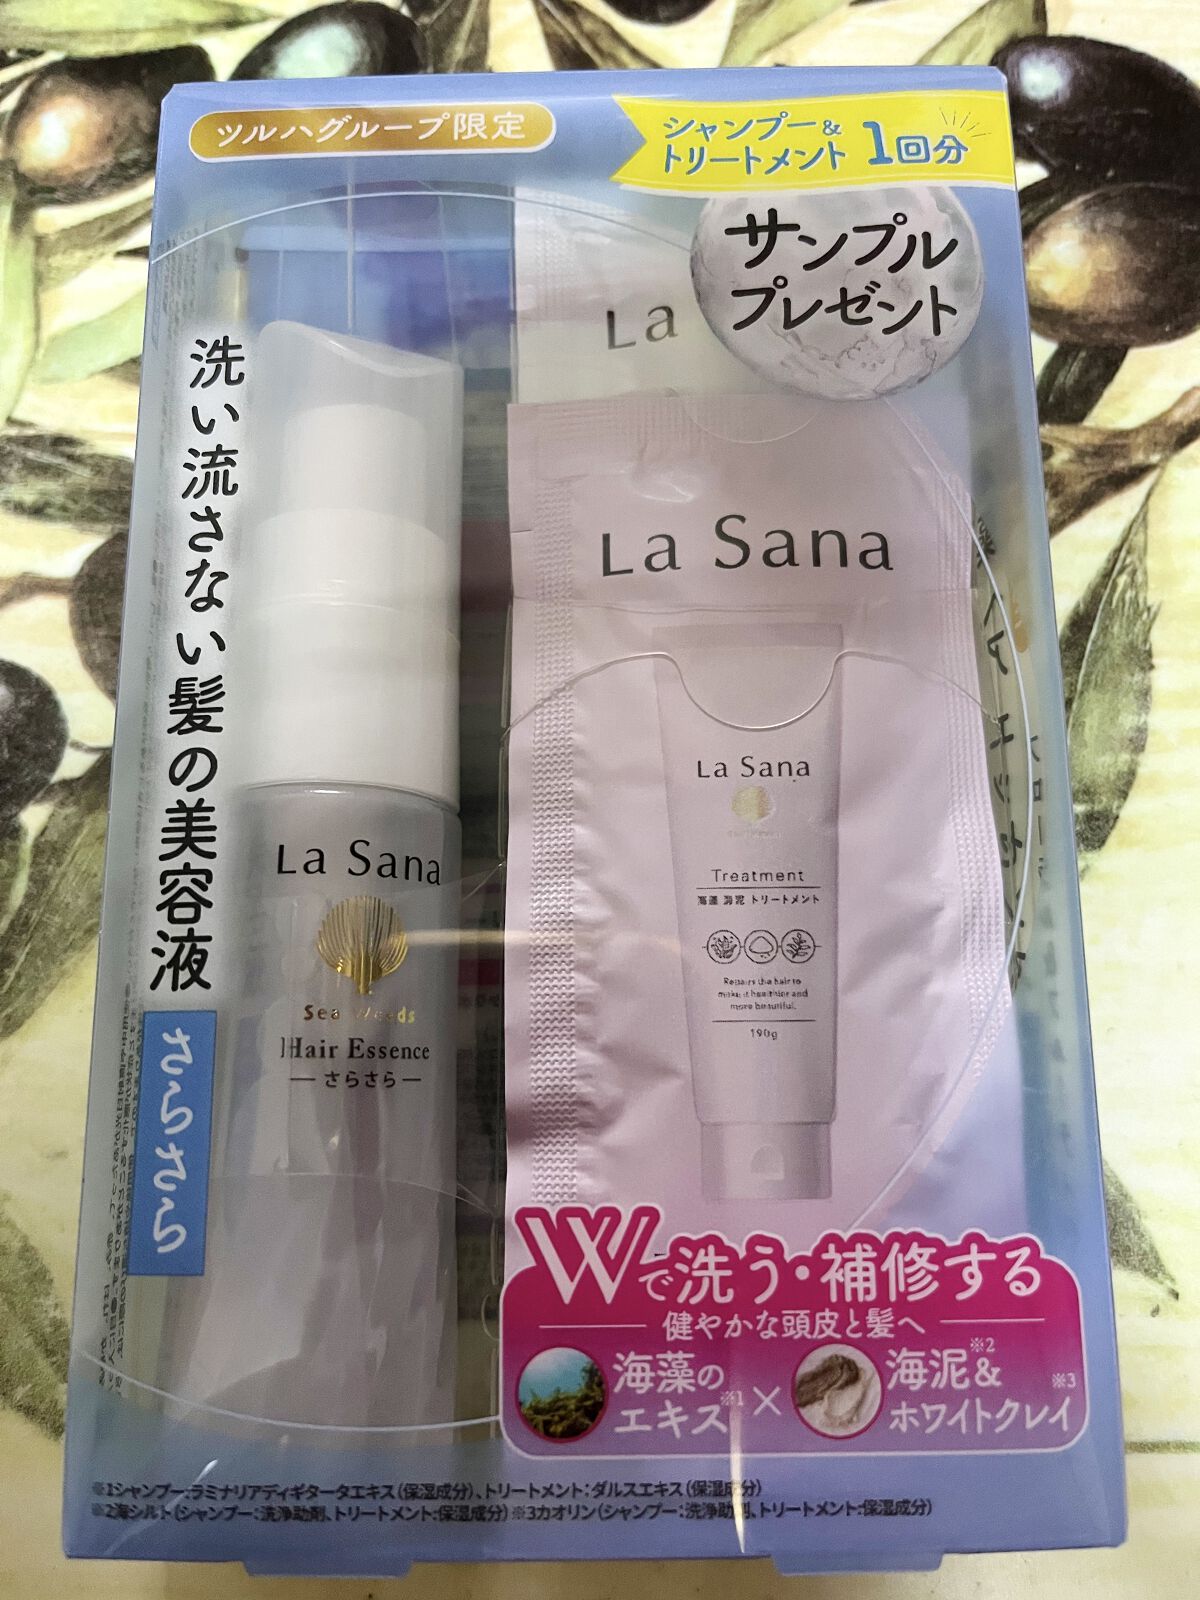 ツルハグループ限定
シャンプー&
トリートメント 1回分
サンプル
プレゼント
洗い流さない髪の美容液
さらさら
La
La Sana
La Sana
Treatment
海藻 海泥 トリートメント
Repairs the hair to
make it healthier and
more beautiful.
190g
La Sana
Sea Weeds
Hair Essence
さらさら
Wで洗う・補修する
健やかな頭皮と髪へ
海藻の
エキス※1
×
海泥※2&
ホワイトクレイ※3
※1シャンプー:ラミナリアディギタータエキス(保湿成分)、トリートメント:ダルスエキス(保湿成分)
※2海シルト(シャンプー:洗浄助剤、トリートメント:保湿成分)※3カオリン(シャンプー:洗浄助剤、トリートメント:保湿成分)